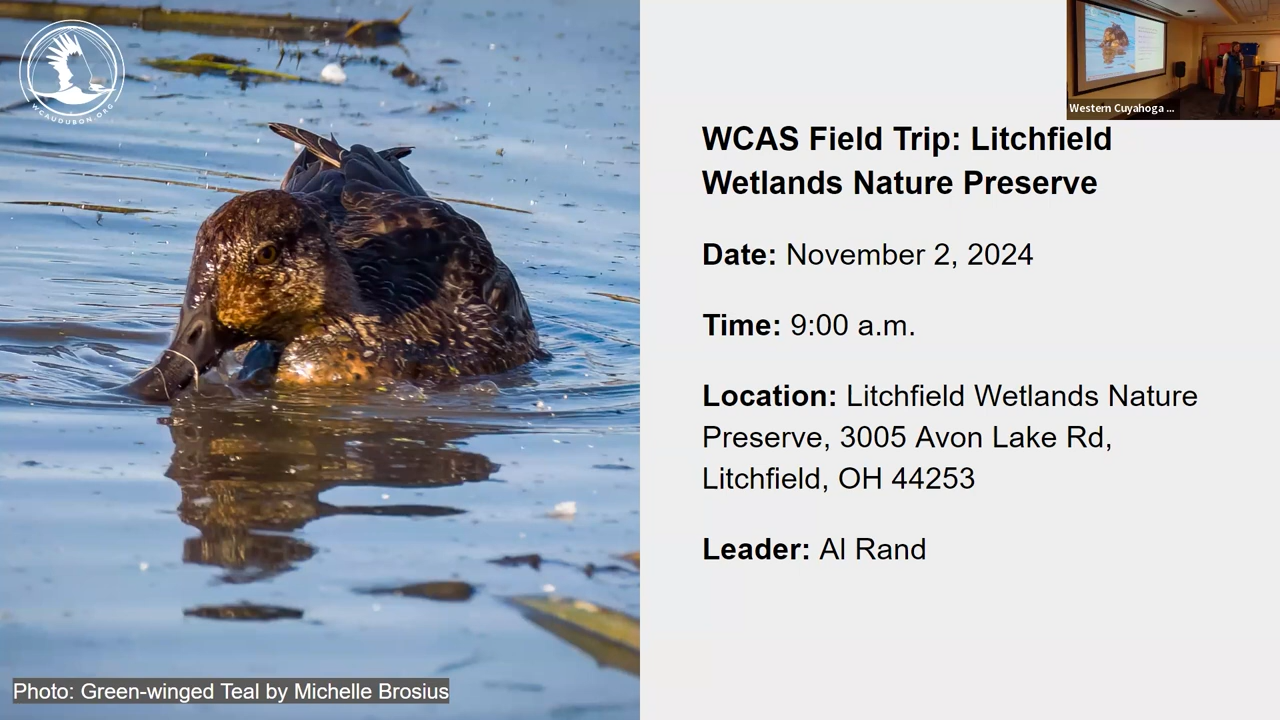 WCAUDUBON.ORG
Western Cuyahoga ...
WCAS Field Trip: Litchfield
Wetlands Nature Preserve
Date: November 2, 2024
Time: 9:00 a.m.
Location: Litchfield Wetlands Nature
Preserve, 3005 Avon Lake Rd,
Litchfield, OH 44253
Leader: Al Rand
Photo: Green-winged Teal by Michelle Brosius